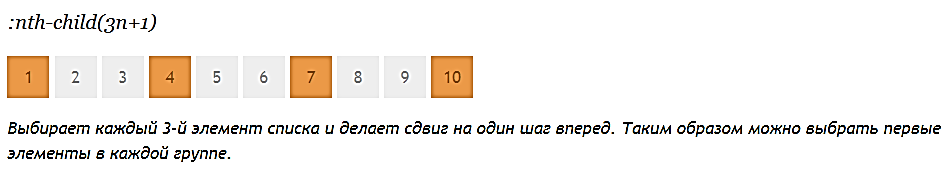 :nth-child(3n+1)
1 2 3 4 5 6 7 8 9 10
Выбирает каждый 3-й элемент списка и делает сдвиг на один шаг вперед. Таким образом можно выбрать первые
элементы в каждой группе.